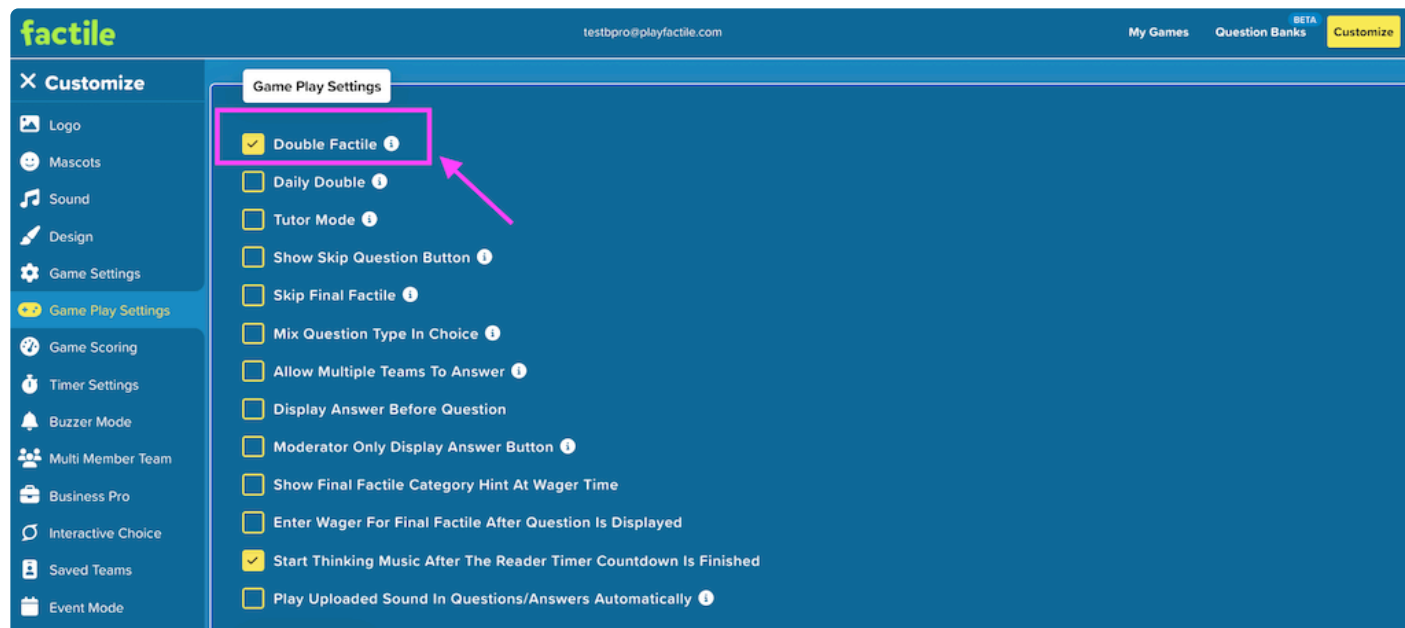 factile
testbpro@playfactile.com
My Games
Question Banks
BETA
Customize
Customize
Logo
Mascots
Sound
Design
Game Settings
Game Play Settings
Game Scoring
Timer Settings
Buzzer Mode
Multi Member Team
Business Pro
Interactive Choice
Saved Teams
Event Mode
Game Play Settings
Double Factile
Daily Double
Tutor Mode
Show Skip Question Button
Skip Final Factile
Mix Question Type In Choice
Allow Multiple Teams To Answer
Display Answer Before Question
Moderator Only Display Answer Button
Show Final Factile Category Hint At Wager Time
Enter Wager For Final Factile After Question Is Displayed
Start Thinking Music After The Reader Timer Countdown Is Finished
Play Uploaded Sound In Questions/Answers Automatically